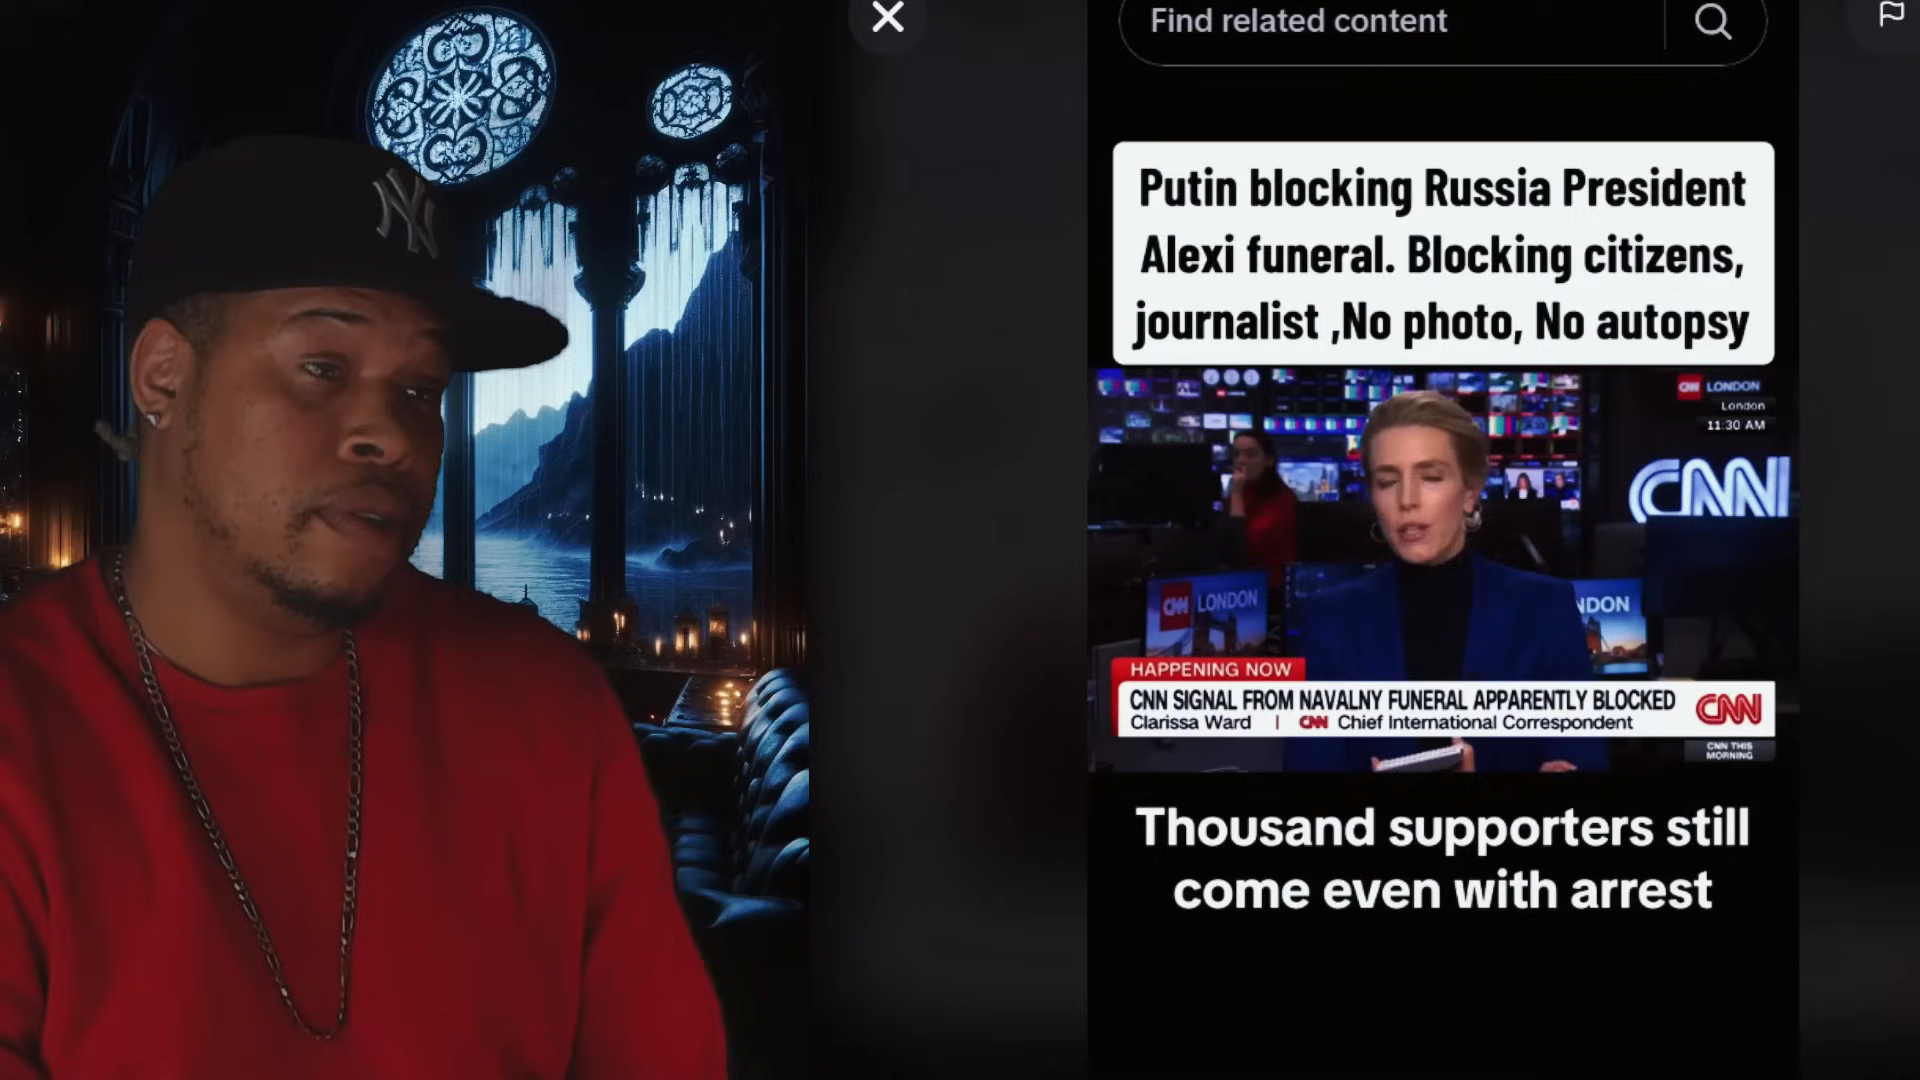 Find related content
Putin blocking Russia President
Alexi funeral. Blocking citizens,
journalist ,No photo, No autopsy
NY
CNN LONDON
London
11:30 AM
CNN
CNN LONDON
NDON
HAPPENING NOW
CNN SIGNAL FROM NAVALNY FUNERAL APPARENTLY BLOCKED
Clarissa Ward | CNN Chief International Correspondent
CNN
CNN THIS
MORNING
Thousand supporters still
come even with arrest